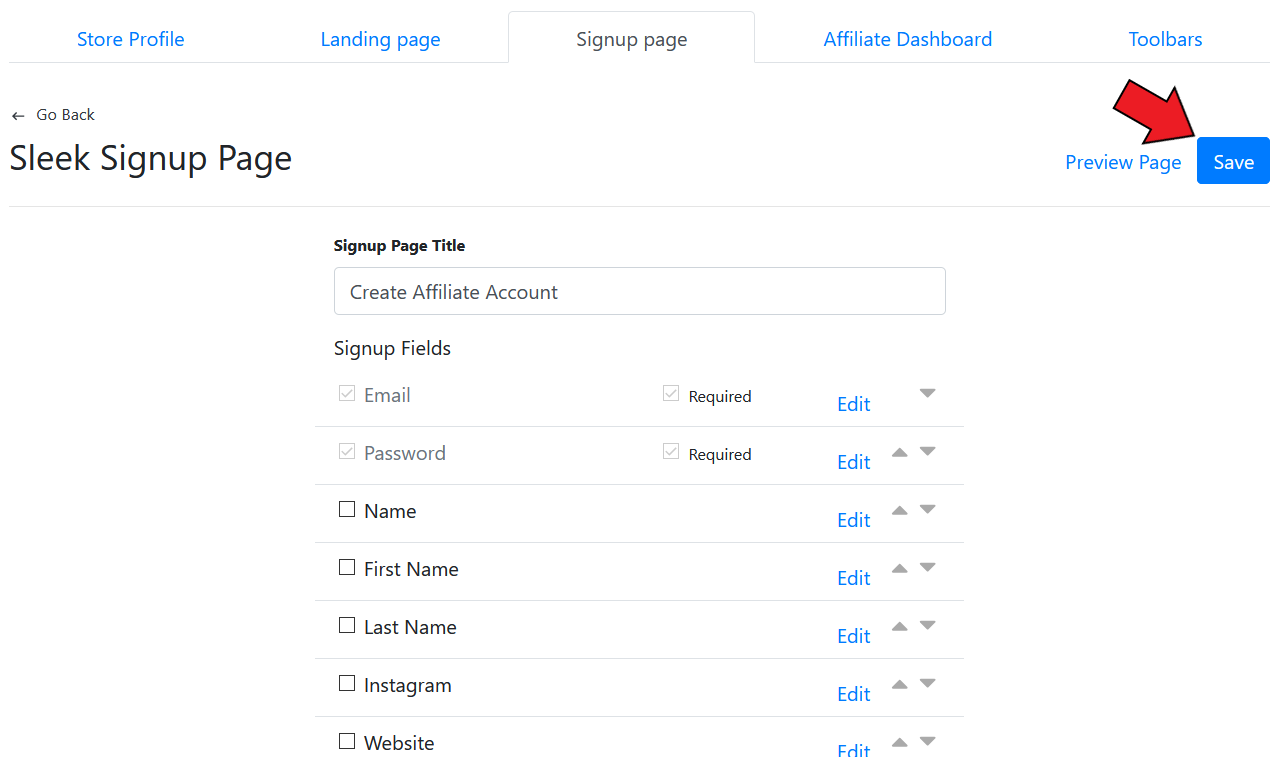 Store Profile Landing page Signup page Affiliate Dashboard Toolbars
← Go Back
Sleek Signup Page
Preview Page Save
Signup Page Title
Create Affiliate Account
Signup Fields
Email Required Edit
Password Required Edit
Name Edit
First Name Edit
Last Name Edit
Instagram Edit
Website Edit